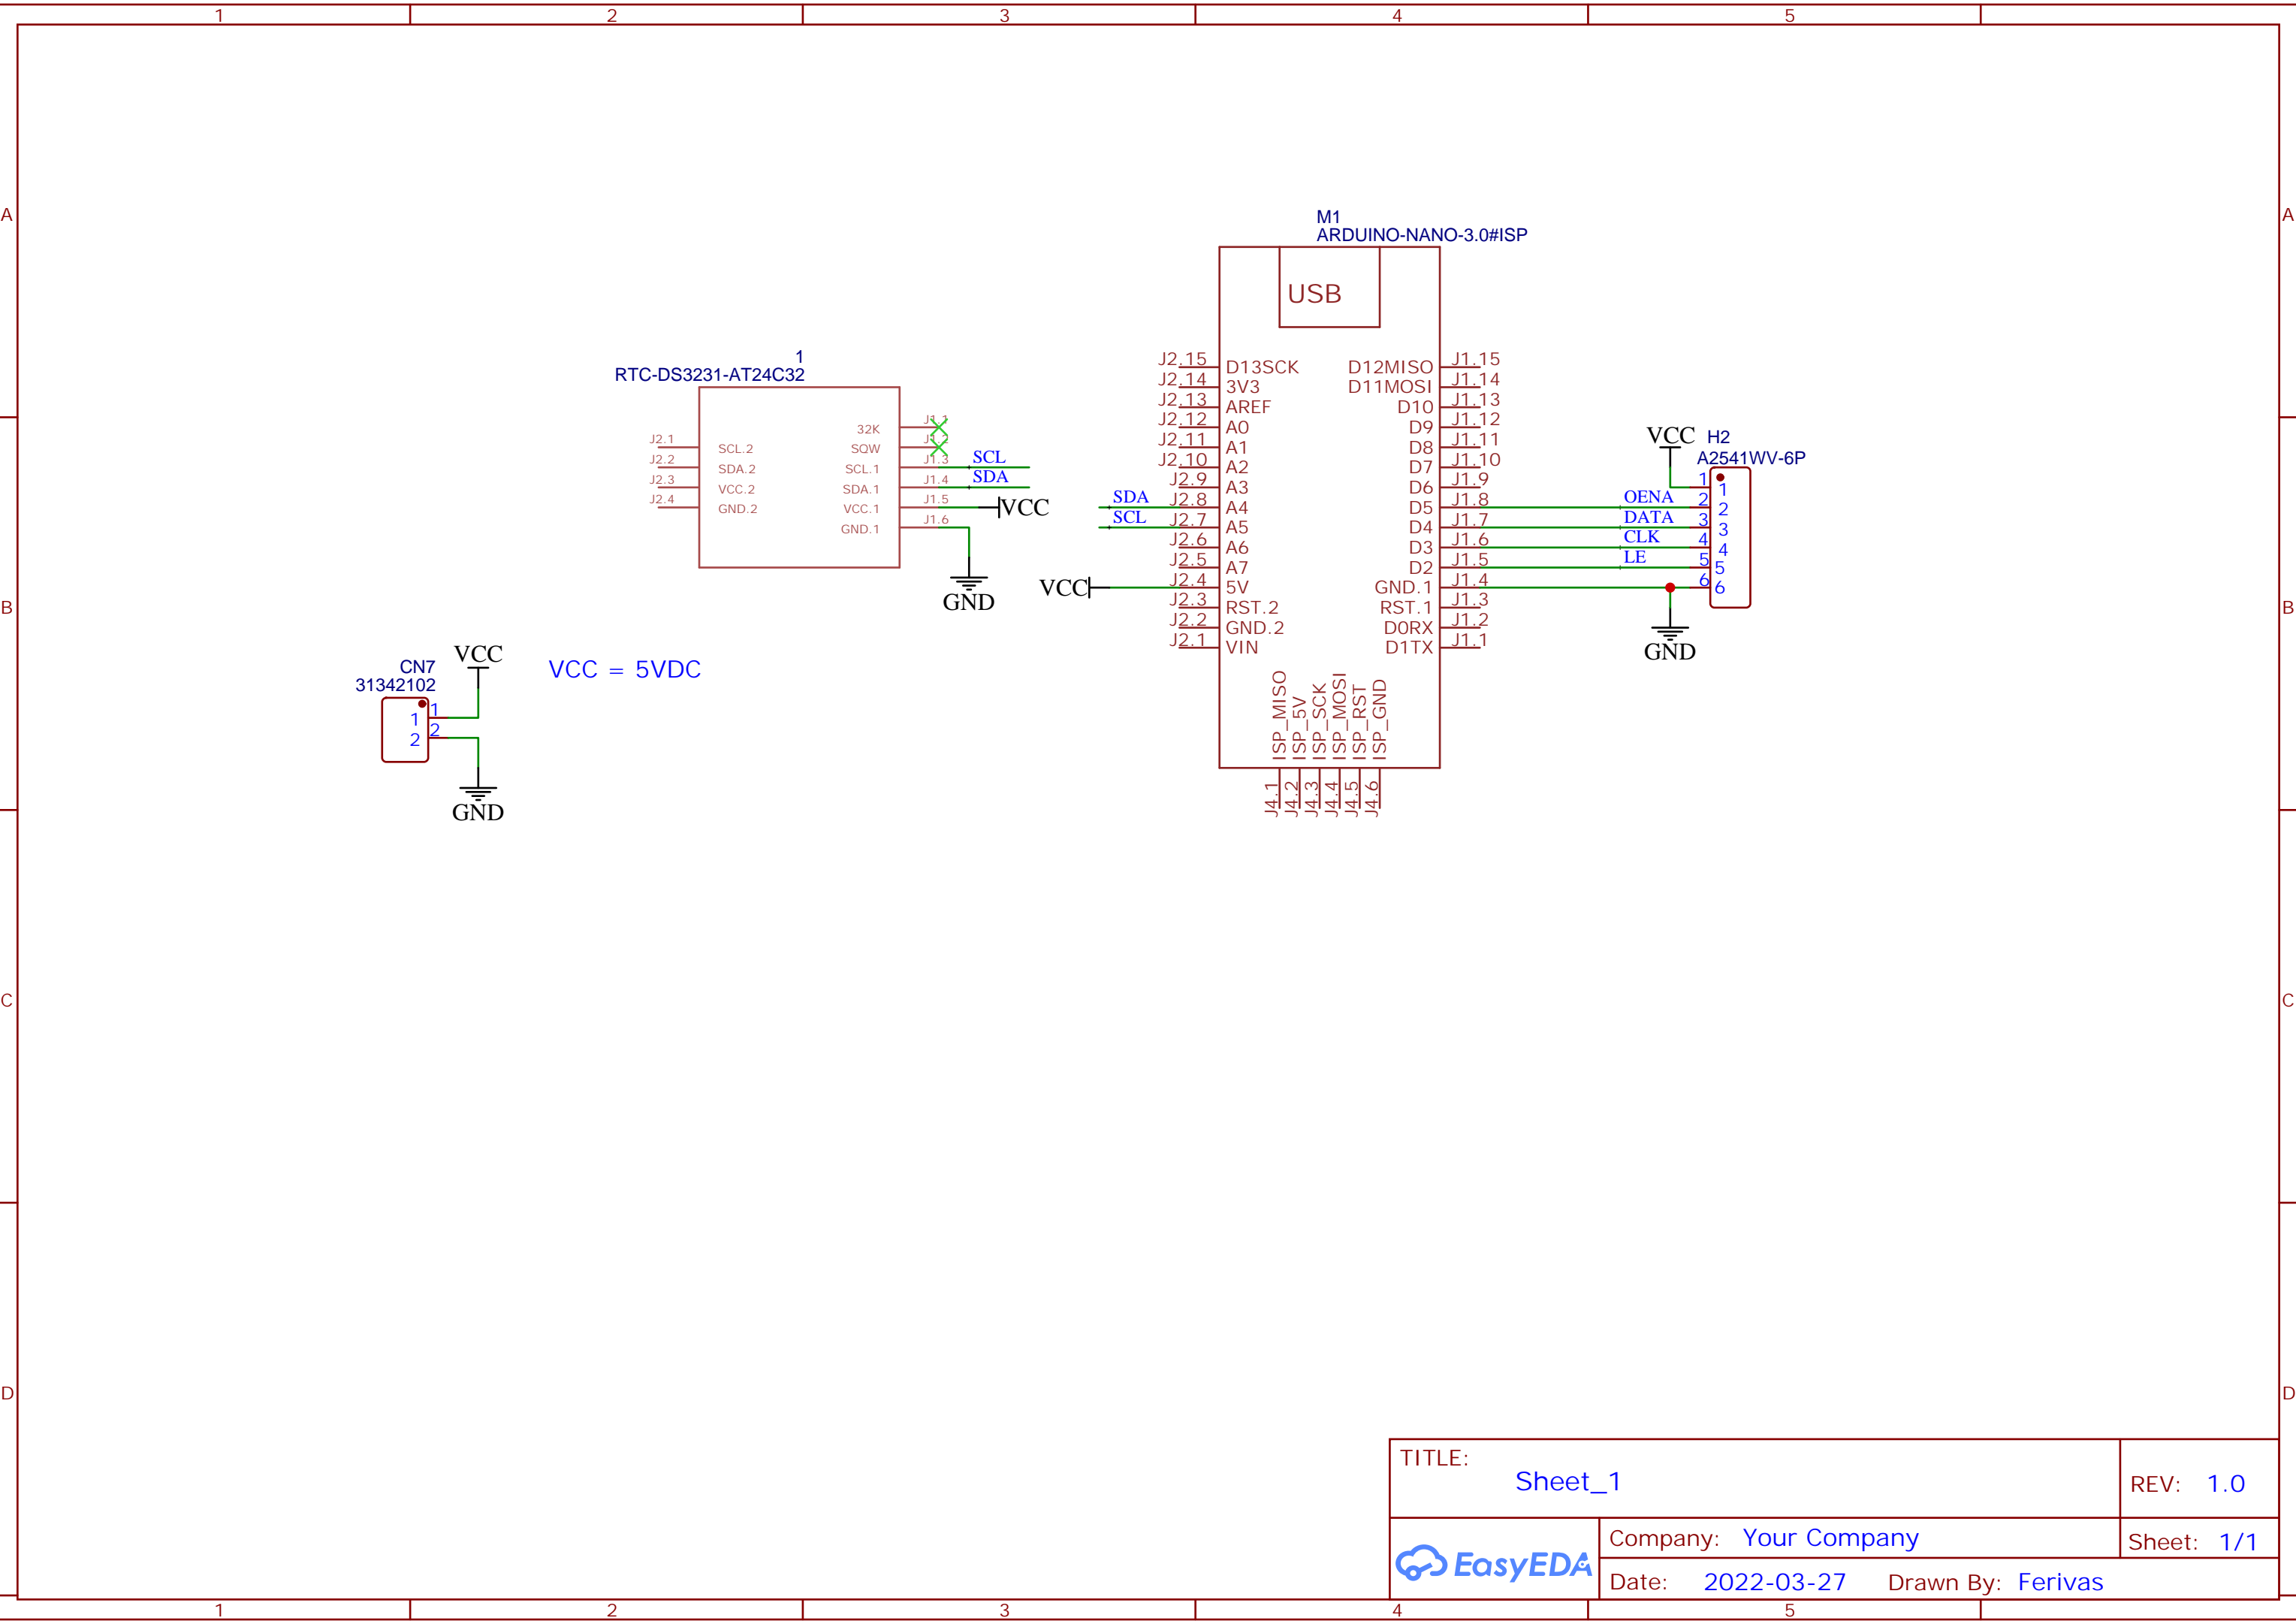 1 2 3 4 5
A A
M1
ARDUINO-NANO-3.0#ISP
USB
1
RTC-DS3231-AT24C32
J2.15 D13SCK D12MISO J1.15
J2.14 3V3 D11MOSI J1.14
J2.13 AREF D10 J1.13
J2.12 A0 D9 J1.12
J2.11 A1 D8 J1.11
J2.10 A2 D7 J1.10
J2.9 A3 D6 J1.9
J2.8 A4 D5 J1.8
J2.7 A5 D4 J1.7
J2.6 A6 D3 J1.6
J2.5 A7 D2 J1.5
J2.4 5V GND.1 J1.4
J2.3 RST.2 RST.1 J1.3
J2.2 GND.2 D0RX J1.2
J2.1 VIN D1TX J1.1
ISP_MISO
ISP_5V
ISP_SCK
ISP_MOSI
ISP_RST
ISP_GND
J4.1
J4.2
J4.3
J4.4
J4.5
J4.6
32K J1.1
J2.1 SCL.2 SQW J1.2
J2.2 SDA.2 SCL.1 J1.3 SCL
J2.3 VCC.2 SDA.1 J1.4 SDA
J2.4 GND.2 VCC.1 J1.5 VCC
GND.1 J1.6
GND
SDA
SCL
VCC
VCC H2
A2541WV-6P
1 1
OENA 2 2
DATA 3 3
CLK 4 4
LE 5 5
6 6
GND
B B
CN7
31342102
VCC
VCC = 5VDC
1 1
2 2
GND
C C
D D
TITLE:
Sheet_1
REV: 1.0
EasyEDA
Company: Your Company
Sheet: 1/1
Date: 2022-03-27 Drawn By: Ferivas
1 2 3 4 5